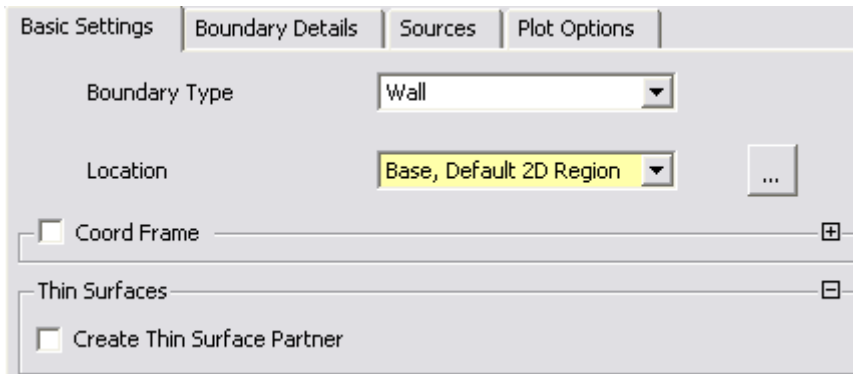 Basic Settings Boundary Details Sources Plot Options
Boundary Type Wall
Location Base, Default 2D Region ...
Coord Frame
Thin Surfaces
Create Thin Surface Partner